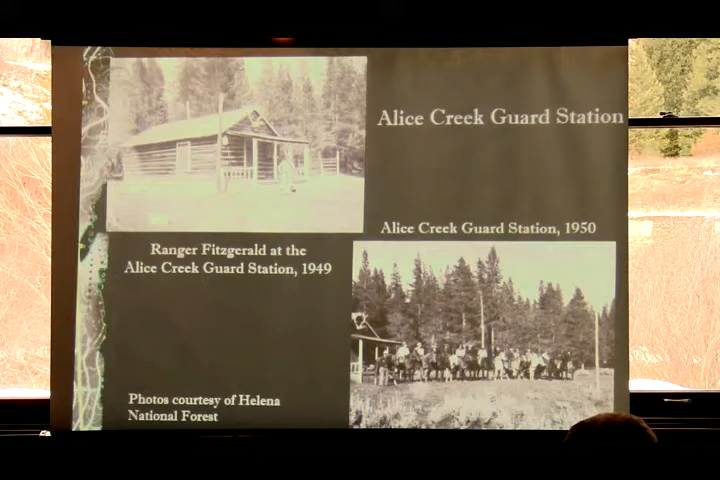 Alice Creek Guard Station
Alice Creek Guard Station, 1950
Ranger Fitzgerald at the
Alice Creek Guard Station, 1949
Photos courtesy of Helena
National Forest